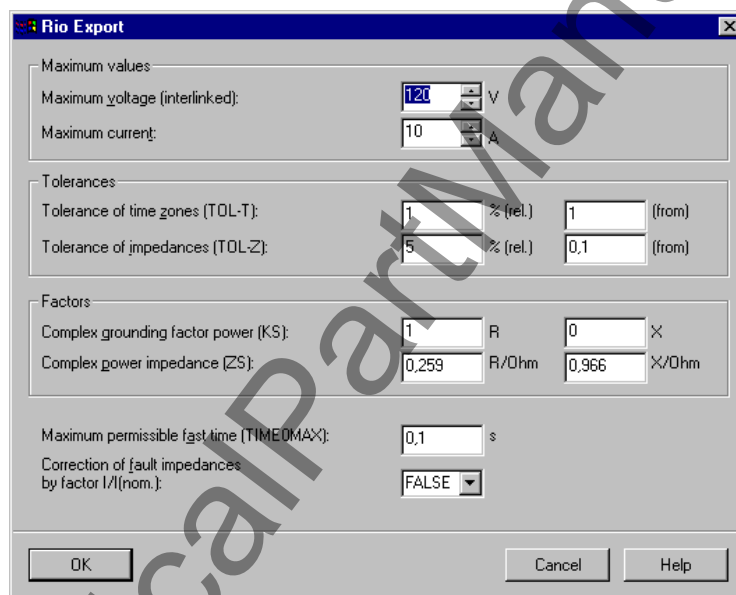 Rio Export
Maximum values
Maximum voltage (interlinked): 120 V
Maximum current: 10 A
Tolerances
Tolerance of time zones (TOL-T): 1 % (rel.) 1 (from)
Tolerance of impedances (TOL-Z): 5 % (rel.) 0,1 (from)
Factors
Complex grounding factor power (KS): 1 R 0 X
Complex power impedance (ZS): 0,259 R/Ohm 0,966 X/Ohm
Maximum permissible fast time (TIME0MAX): 0,1 s
Correction of fault impedances
by factor I/I(nom.): FALSE
OK Cancel Help
calPartMan